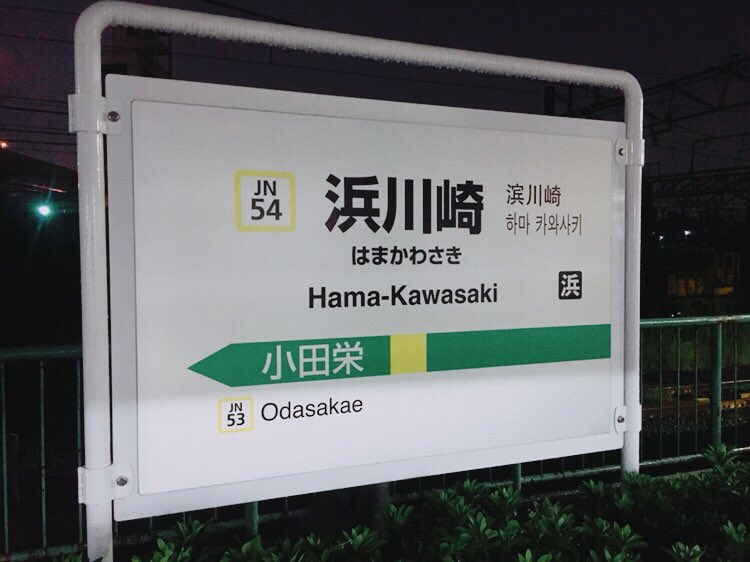 JN
54
浜川崎
はまかわさき
Hama-Kawasaki
滨川崎
하마 카와사키
浜
小田栄
JN
53
Odasakae